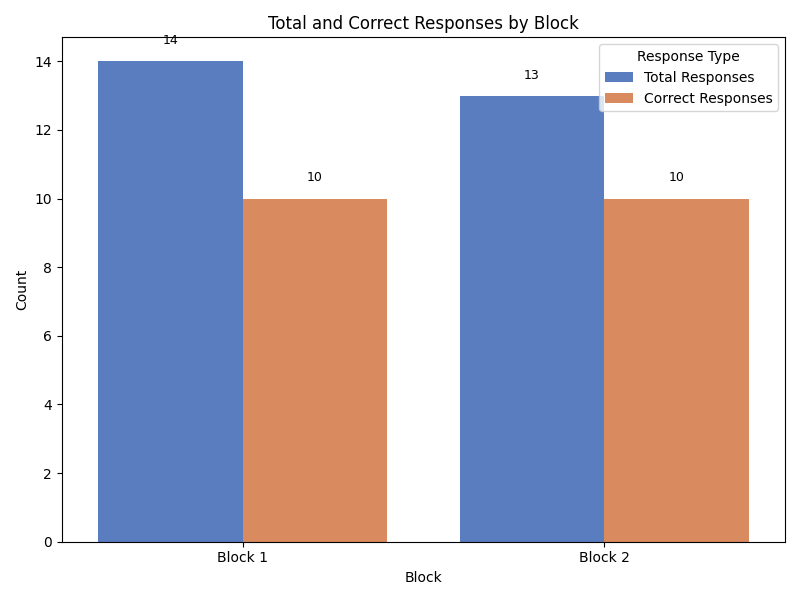 Total and Correct Responses by Block
14
13
10
10
Response Type
Total Responses
Correct Responses
14
12
10
8
6
4
2
0
Count
Block 1
Block 2
Block